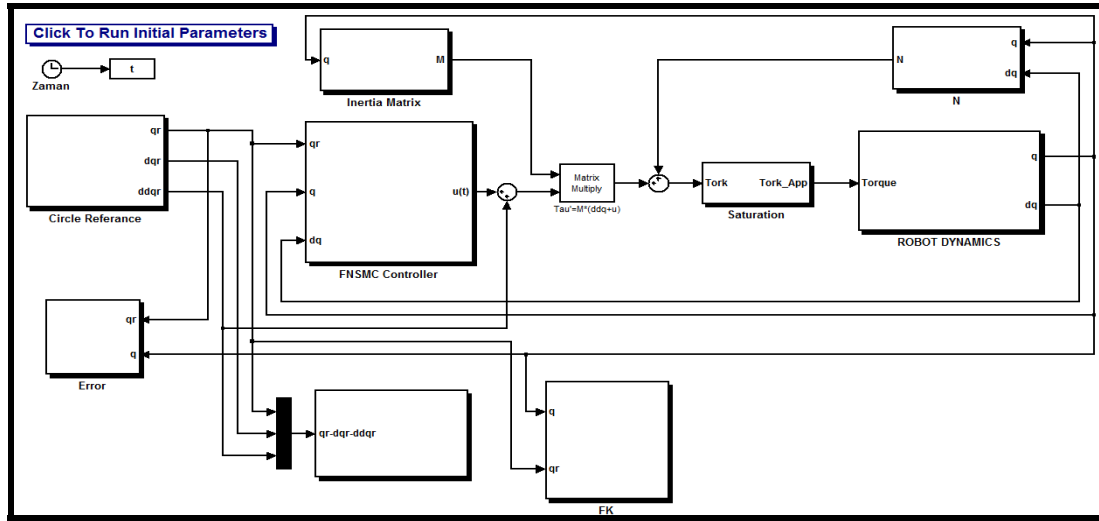 Click To Run Initial Parameters
t
Zaman
q
M
Inertia Matrix
N
q
dq
N
qr
dqr
ddqr
Circle Referance
qr
q
dq
u(t)
FNSMC Controller
Matrix
Multiply
Tau'=M*(ddq+u)
Tork
Tork_App
Saturation
Torque
q
dq
ROBOT DYNAMICS
qr
q
Error
qr-dqr-ddqr
q
qr
FK